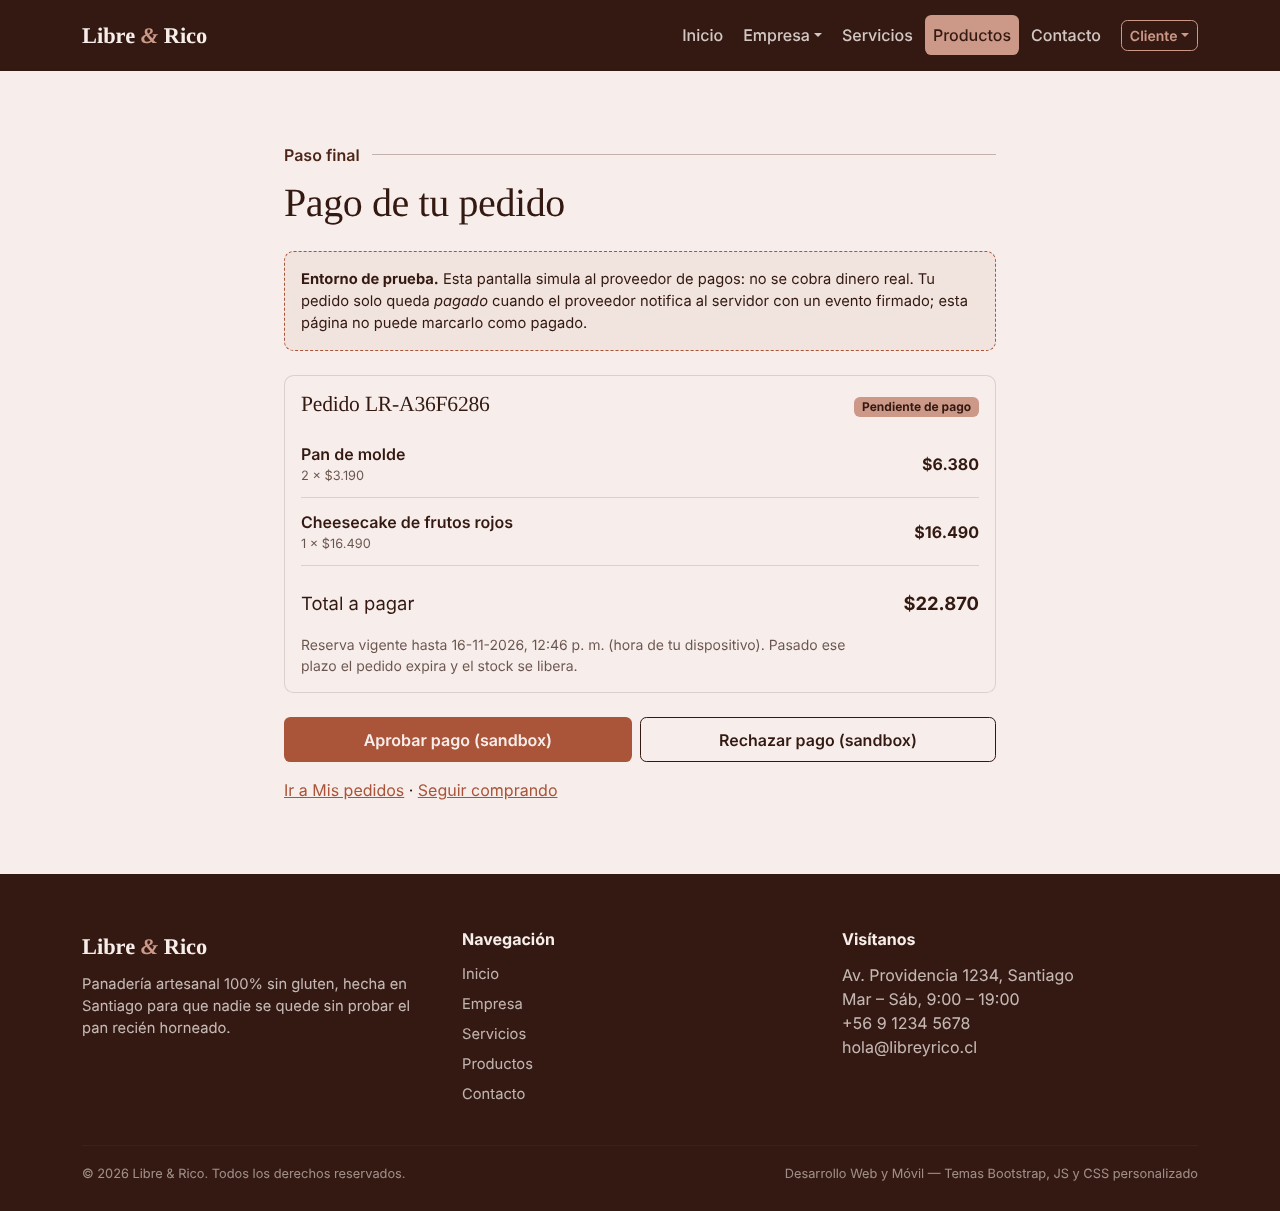 Libre & Rico
Inicio Empresa Servicios Productos Contacto Cliente
Paso final
Pago de tu pedido
Entorno de prueba. Esta pantalla simula al proveedor de pagos: no se cobra dinero real. Tu
pedido solo queda pagado cuando el proveedor notifica al servidor con un evento firmado; esta
página no puede marcarlo como pagado.
Pedido LR-A36F6286 Pendiente de pago
Pan de molde
2 × $3.190
$6.380
Cheesecake de frutos rojos
1 × $16.490
$16.490
Total a pagar $22.870
Reserva vigente hasta 16-11-2026, 12:46 p. m. (hora de tu dispositivo). Pasado ese
plazo el pedido expira y el stock se libera.
Aprobar pago (sandbox) Rechazar pago (sandbox)
Ir a Mis pedidos · Seguir comprando
Libre & Rico
Panadería artesanal 100% sin gluten, hecha en
Santiago para que nadie se quede sin probar el
pan recién horneado.
Navegación
Inicio
Empresa
Servicios
Productos
Contacto
Visítanos
Av. Providencia 1234, Santiago
Mar – Sáb, 9:00 – 19:00
+56 9 1234 5678
hola@libreyrico.cl
© 2026 Libre & Rico. Todos los derechos reservados.
Desarrollo Web y Móvil — Temas Bootstrap, JS y CSS personalizado